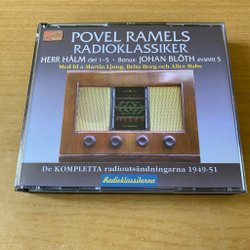 POVEL RAMELS
RADIOKLASSIKER
HERR HÅLM del 1-5 · Bonus: JOHAN BLÖTH avsnitt 5
Med bl a Martin Ljung, Brita Borg och Alice Babs
De KOMPLETTA radioutsändningarna 1949-51
Radioklassikerna